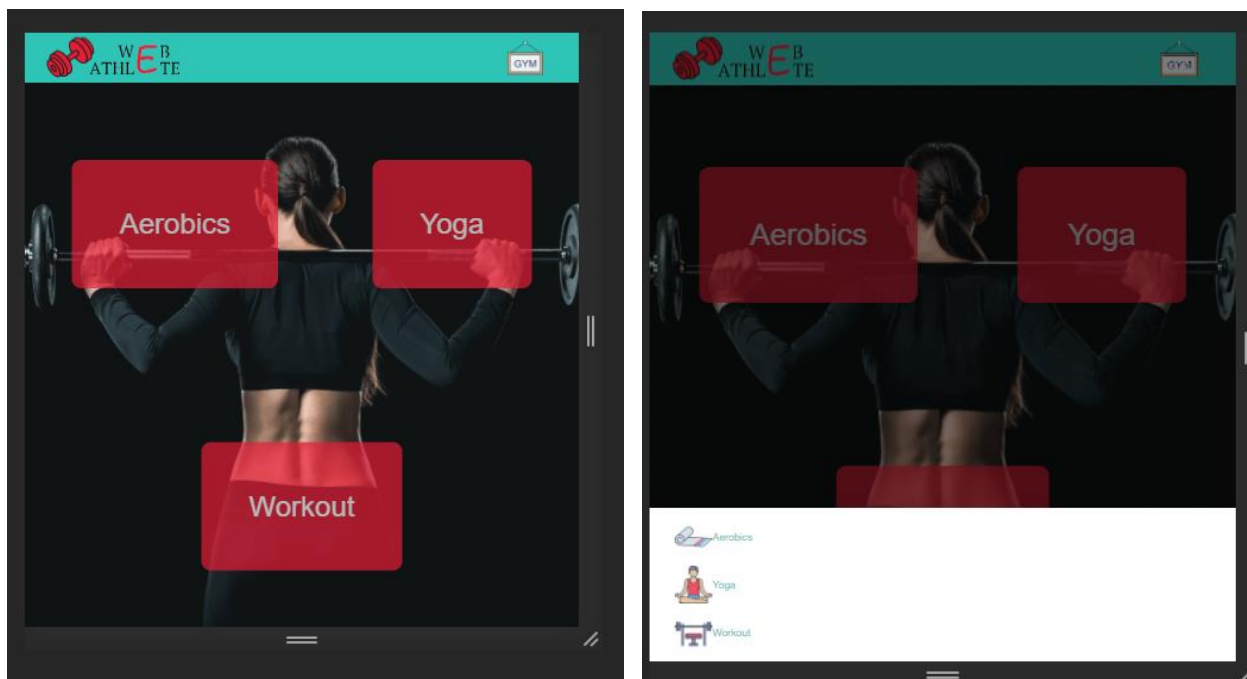 W E B
ATHL TE
GYM
Aerobics
Yoga
Workout
W E B
ATHL TE
GYM
Aerobics
Yoga
Aerobics
Yoga
Workout